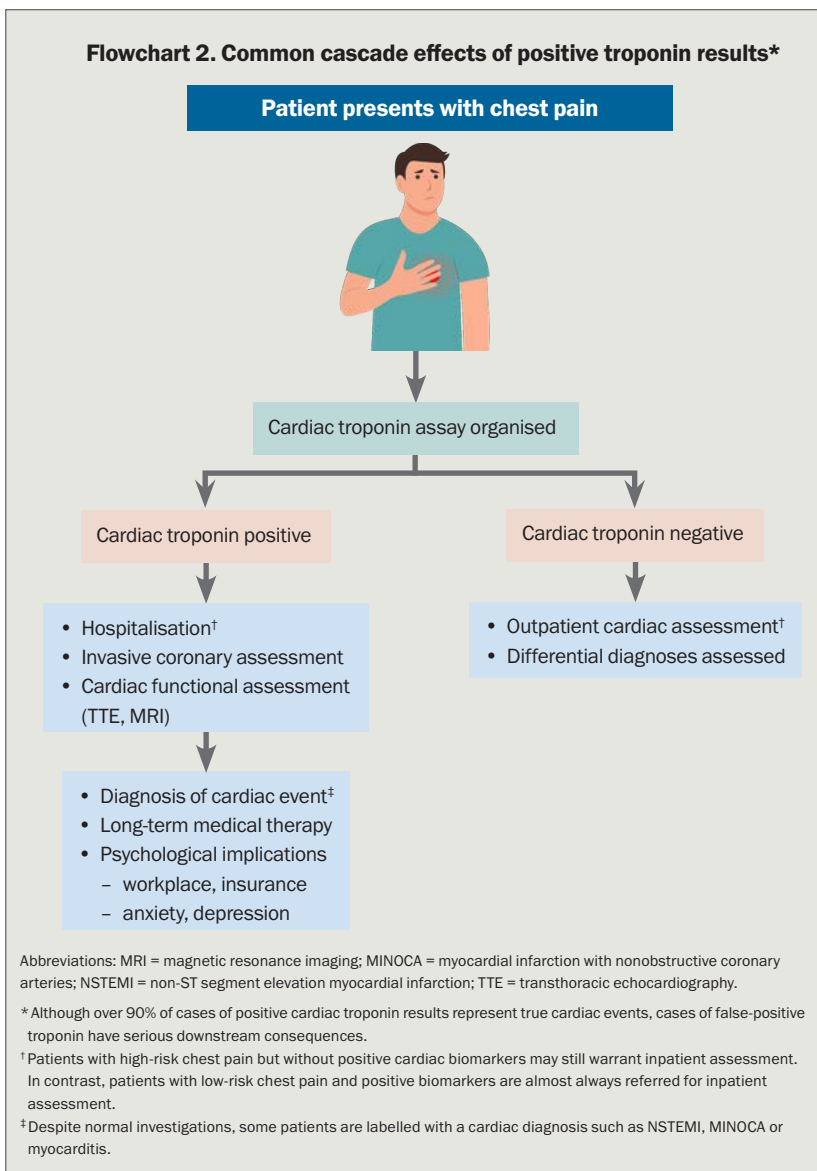 Flowchart 2. Common cascade effects of positive troponin results*
Patient presents with chest pain
Cardiac troponin assay organised
Cardiac troponin positive
Cardiac troponin negative
• Hospitalisation†
• Invasive coronary assessment
• Cardiac functional assessment
(TTE, MRI)
• Outpatient cardiac assessment†
• Differential diagnoses assessed
• Diagnosis of cardiac event‡
• Long-term medical therapy
• Psychological implications
– workplace, insurance
– anxiety, depression
Abbreviations: MRI = magnetic resonance imaging; MINOCA = myocardial infarction with nonobstructive coronary
arteries; NSTEMI = non-ST segment elevation myocardial infarction; TTE = transthoracic echocardiography.
* Although over 90% of cases of positive cardiac troponin results represent true cardiac events, cases of false-positive
troponin have serious downstream consequences.
† Patients with high-risk chest pain but without positive cardiac biomarkers may still warrant inpatient assessment.
In contrast, patients with low-risk chest pain and positive biomarkers are almost always referred for inpatient
assessment.
‡ Despite normal investigations, some patients are labelled with a cardiac diagnosis such as NSTEMI, MINOCA or
myocarditis.